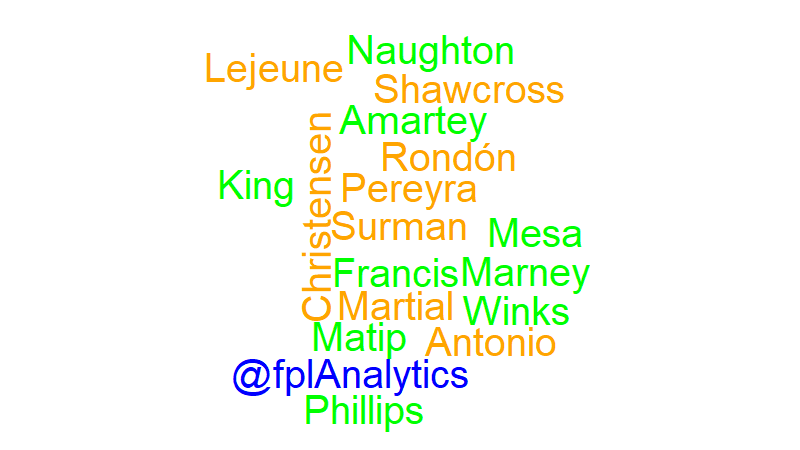 Naughton
Lejeune
Shawcross
Amartey
Rondón
King
Pereyra
Christensen
Surman
Mesa
Francis
Marney
Martial
Winks
Matip
Antonio
@fplAnalytics
Phillips